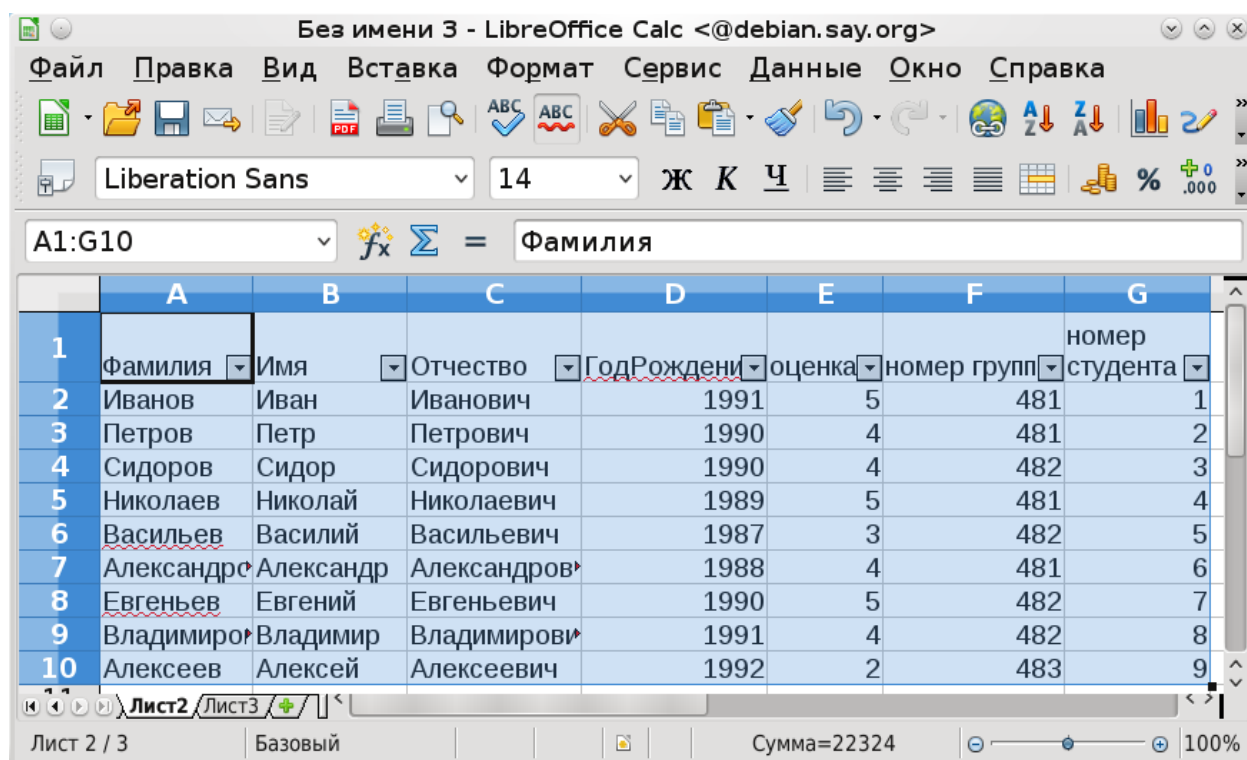 Без имени 3 - LibreOffice Calc <@debian.say.org>
Файл Правка Вид Вставка Формат Сервис Данные Окно Справка
PDF ABC ABC A Z Z A »
Liberation Sans 14 Ж К Ч % 0 .000 »
A1:G10 fx Σ = Фамилия
A B C D E F G
1 Фамилия Имя Отчество ГодРождени оценка номер групп номер студента
2 Иванов Иван Иванович 1991 5 481 1
3 Петров Петр Петрович 1990 4 481 2
4 Сидоров Сидор Сидорович 1990 4 482 3
5 Николаев Николай Николаевич 1989 5 481 4
6 Васильев Василий Васильевич 1987 3 482 5
7 Александро Александр Александров 1988 4 481 6
8 Евгеньев Евгений Евгеньевич 1990 5 482 7
9 Владимиро Владимир Владимирови 1991 4 482 8
10 Алексеев Алексей Алексеевич 1992 2 483 9
Лист2 Лист3
Лист 2 / 3 Базовый Сумма=22324 100%